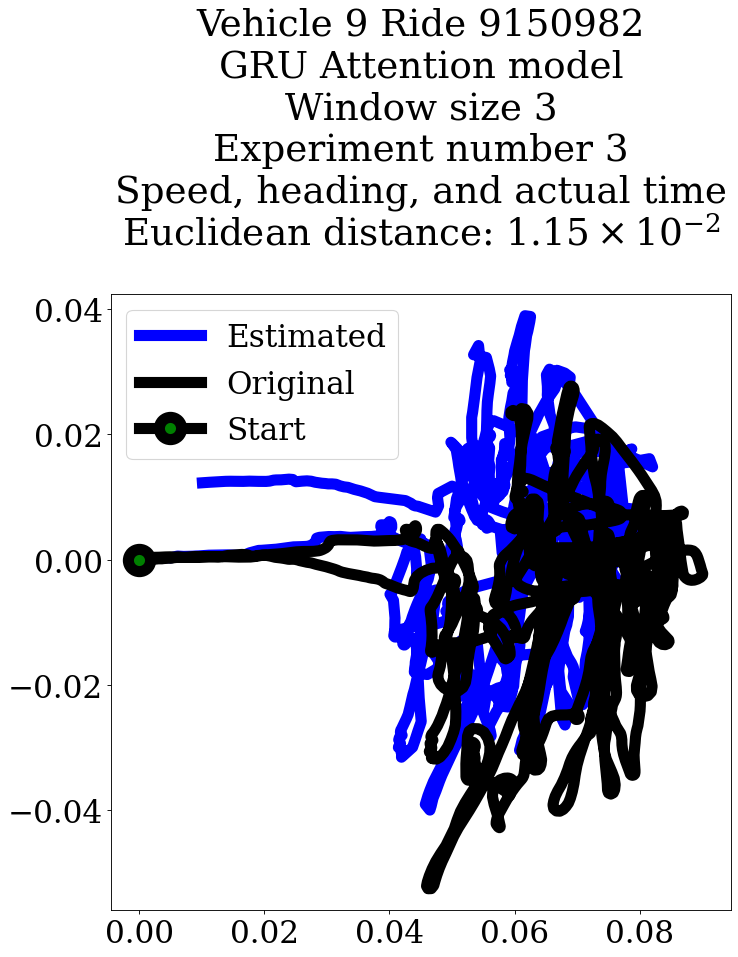 Vehicle 9 Ride 9150982
GRU Attention model
Window size 3
Experiment number 3
Speed, heading, and actual time
Euclidean distance: 1.15 × 10⁻²
0.04
0.02
0.00
−0.02
−0.04
Estimated
Original
Start
0.00 0.02 0.04 0.06 0.08